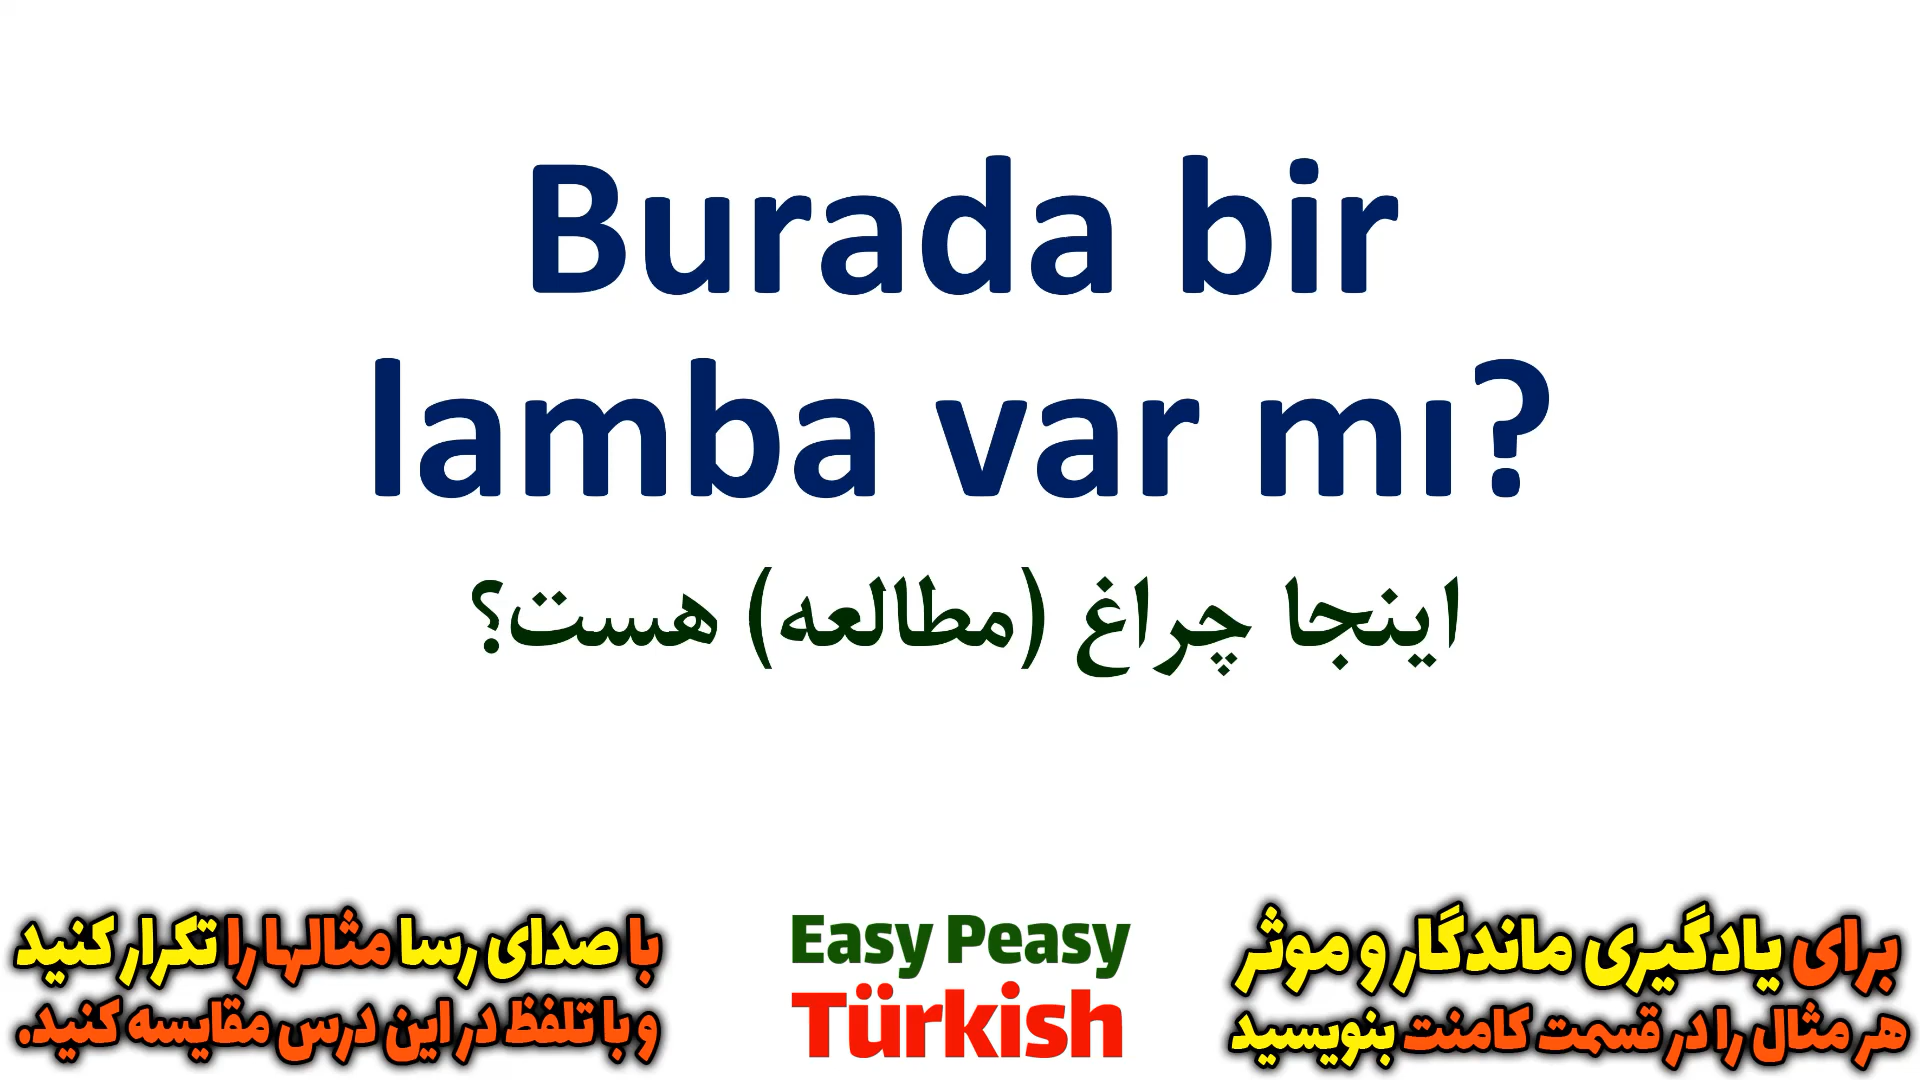 Burada bir
lamba var mı?
اینجا چراغ (مطالعه) هست؟
برای یادگیری ماندگار و موثر
هر مثال را در قسمت کامنت بنویسید
Easy Peasy
Türkish
با صدای رسا مثالها را تکرار کنید
و با تلفظ در این درس مقایسه کنید.